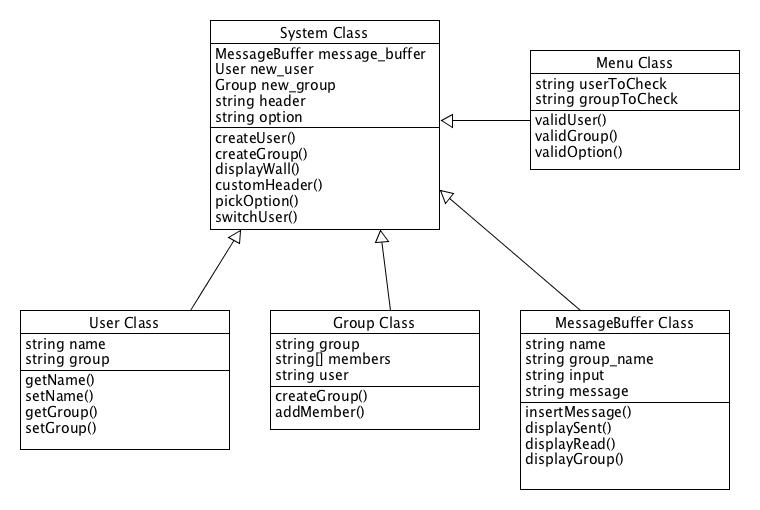 System Class
MessageBuffer message_buffer
User new_user
Group new_group
string header
string option
createUser()
createGroup()
displayWall()
customHeader()
pickOption()
switchUser()
Menu Class
string userToCheck
string groupToCheck
validUser()
validGroup()
validOption()
User Class
string name
string group
getName()
setName()
getGroup()
setGroup()
Group Class
string group
string[] members
string user
createGroup()
addMember()
MessageBuffer Class
string name
string group_name
string input
string message
insertMessage()
displaySent()
displayRead()
displayGroup()